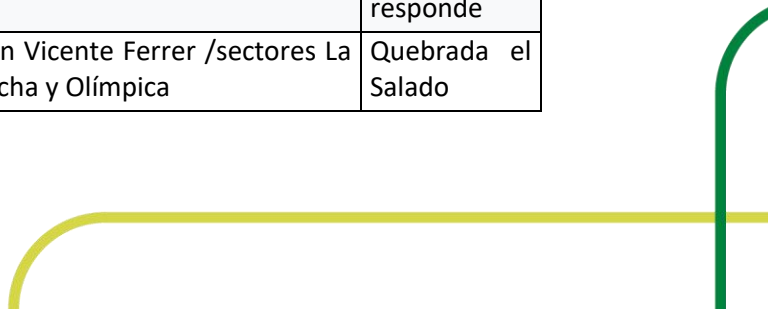 responde
n Vicente Ferrer /sectores La
cha y Olímpica
Quebrada el
Salado